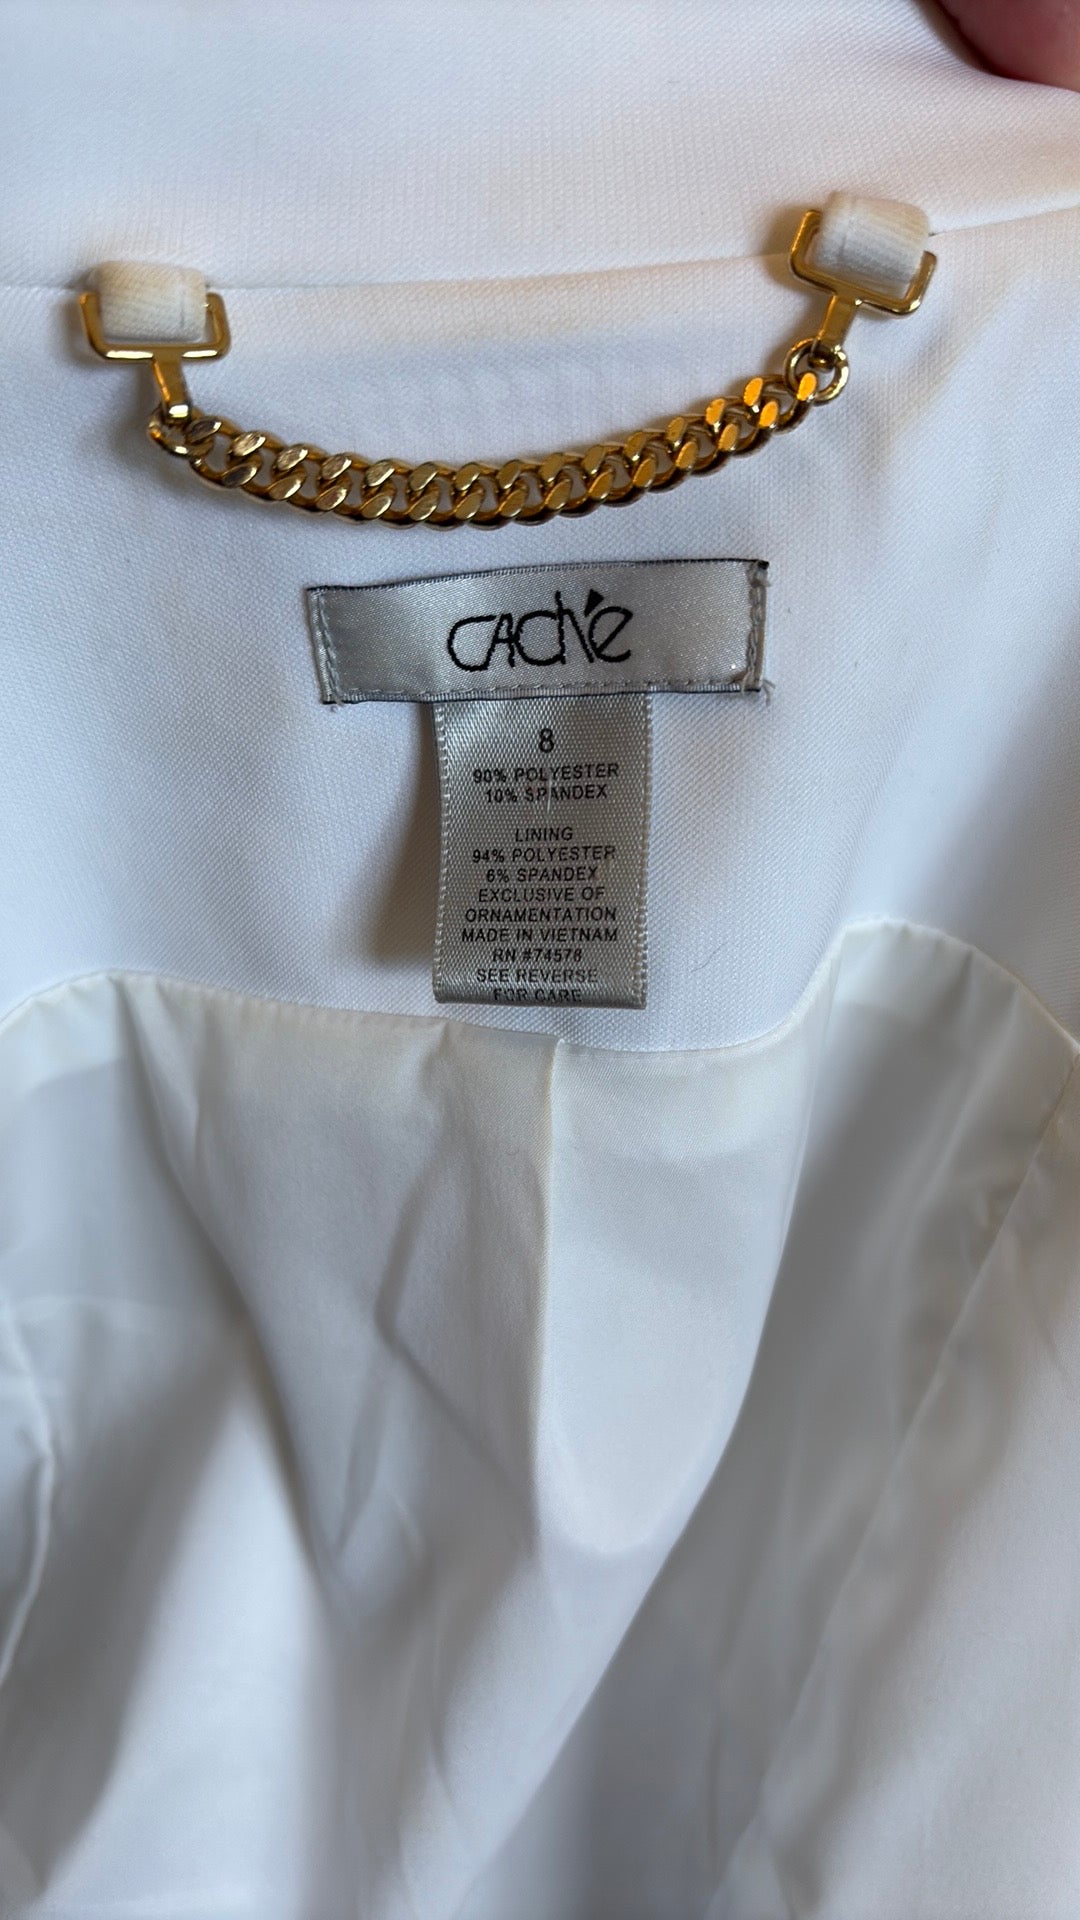 CACHÉ
8
90% POLYESTER
10% SPANDEX
LINING
94% POLYESTER
6% SPANDEX
EXCLUSIVE OF
ORNAMENTATION
MADE IN VIETNAM
RN #74578
SEE REVERSE
FOR CARE